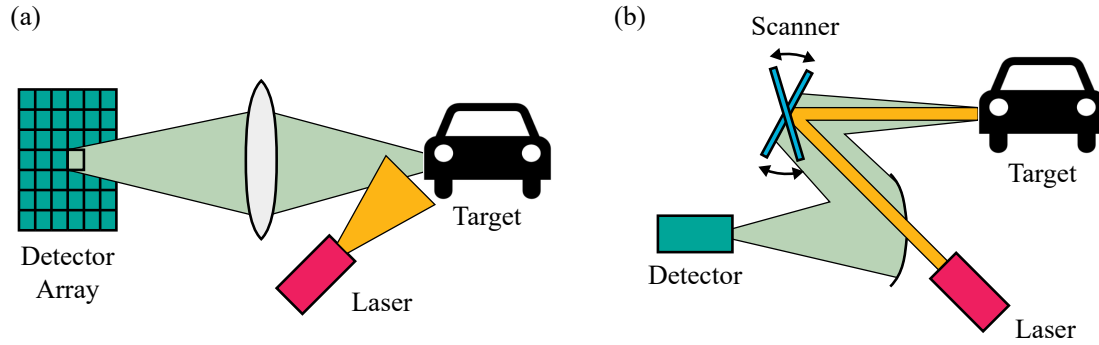 (a)
Detector
Array
Target
Laser
(b)
Scanner
Target
Detector
Laser